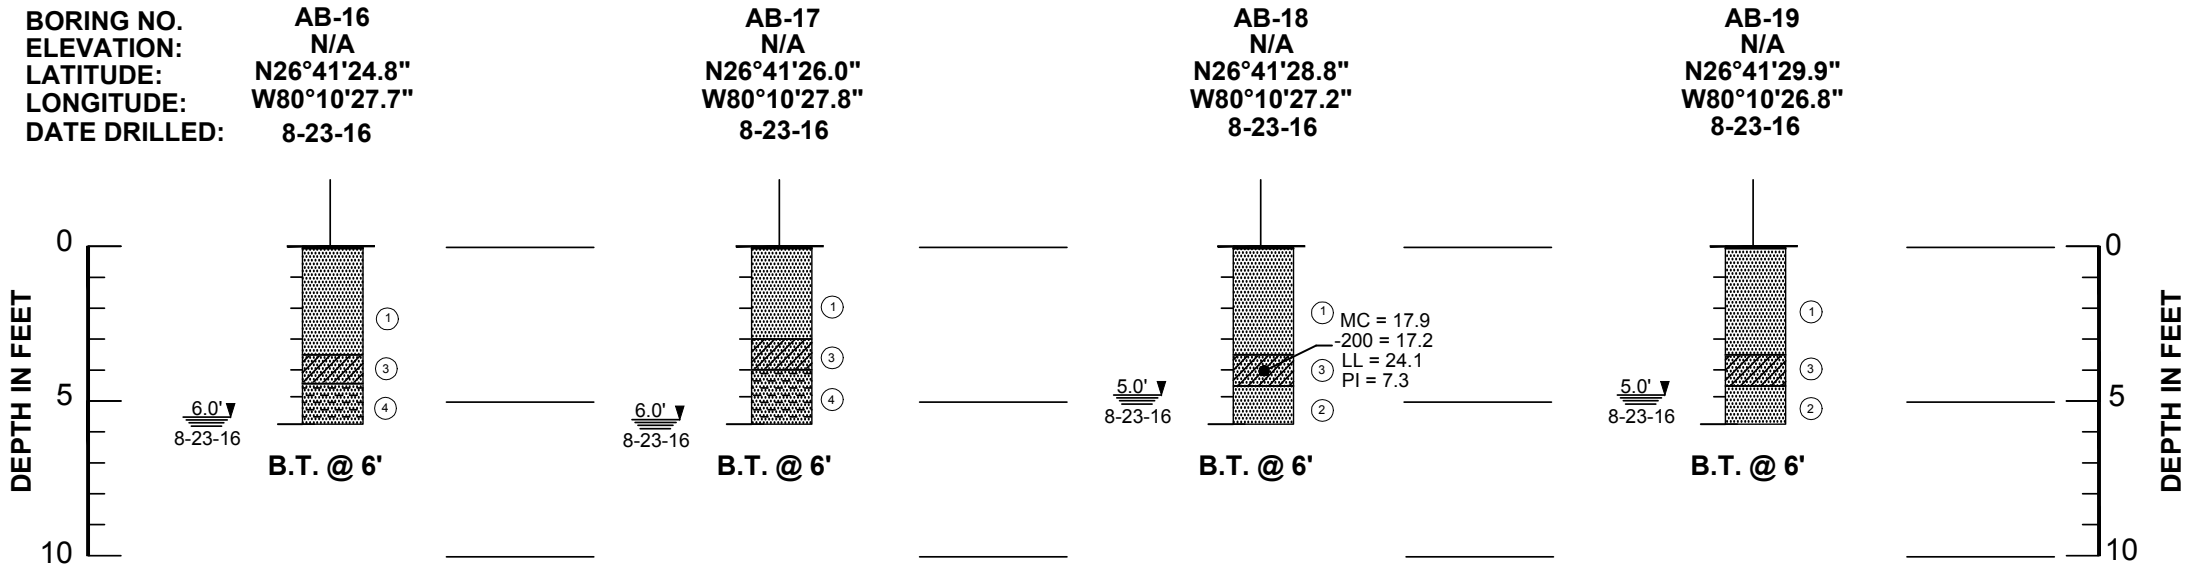 BORING NO. AB-16 AB-17 AB-18 AB-19
ELEVATION: N/A N/A N/A N/A
LATITUDE: N26°41'24.8" N26°41'26.0" N26°41'28.8" N26°41'29.9"
LONGITUDE: W80°10'27.7" W80°10'27.8" W80°10'27.2" W80°10'26.8"
DATE DRILLED: 8-23-16 8-23-16 8-23-16 8-23-16
DEPTH IN FEET
0
5
10
1
3
4
6.0'
8-23-16
B.T. @ 6'
1
3
4
6.0'
8-23-16
B.T. @ 6'
1
MC = 17.9
-200 = 17.2
LL = 24.1
PI = 7.3
3
2
5.0'
8-23-16
B.T. @ 6'
1
3
2
5.0'
8-23-16
B.T. @ 6'
0
5
10
DEPTH IN FEET